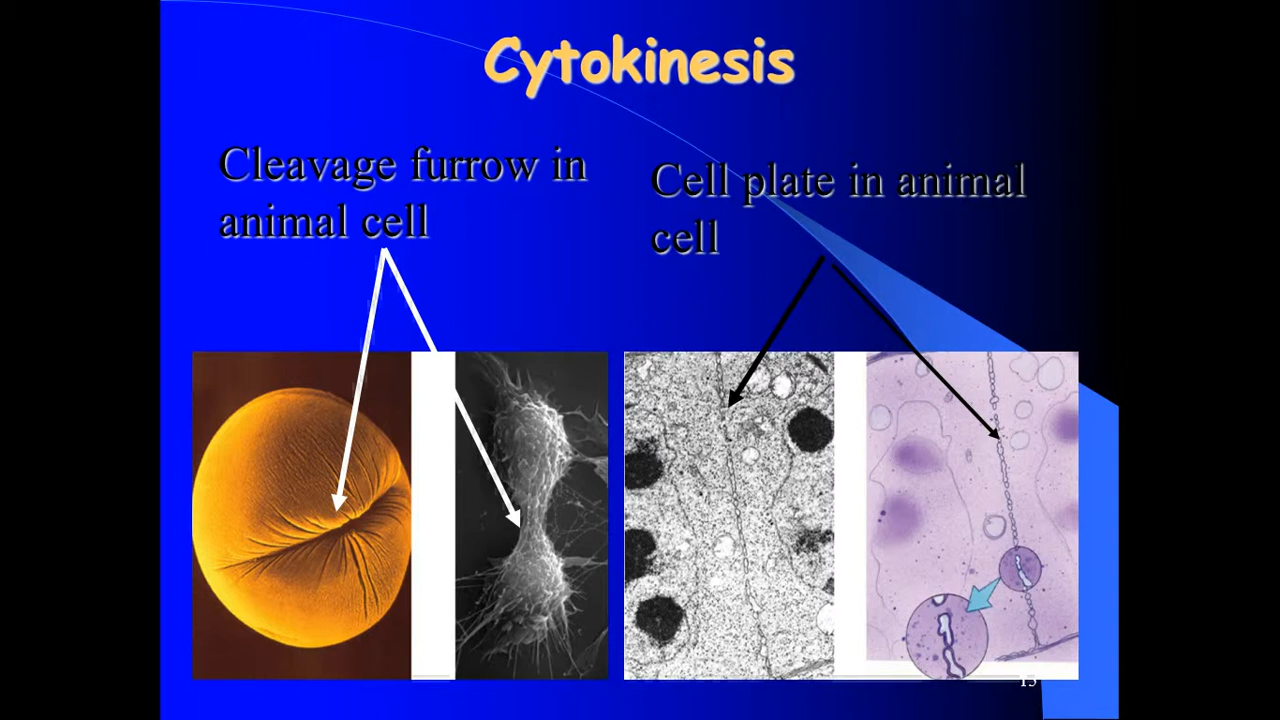 Cytokinesis
Cleavage furrow in
animal cell
Cell plate in animal
cell